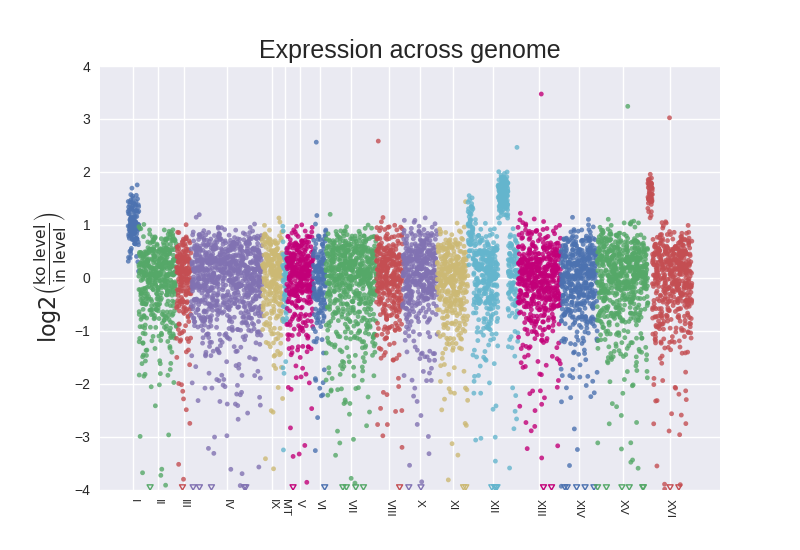 Expression across genome
log2(ko level / in level)
4
3
2
1
0
−1
−2
−3
−4
I
II
III
IV
IX
MT
V
VI
VII
VIII
X
XI
XII
XIII
XIV
XV
XVI